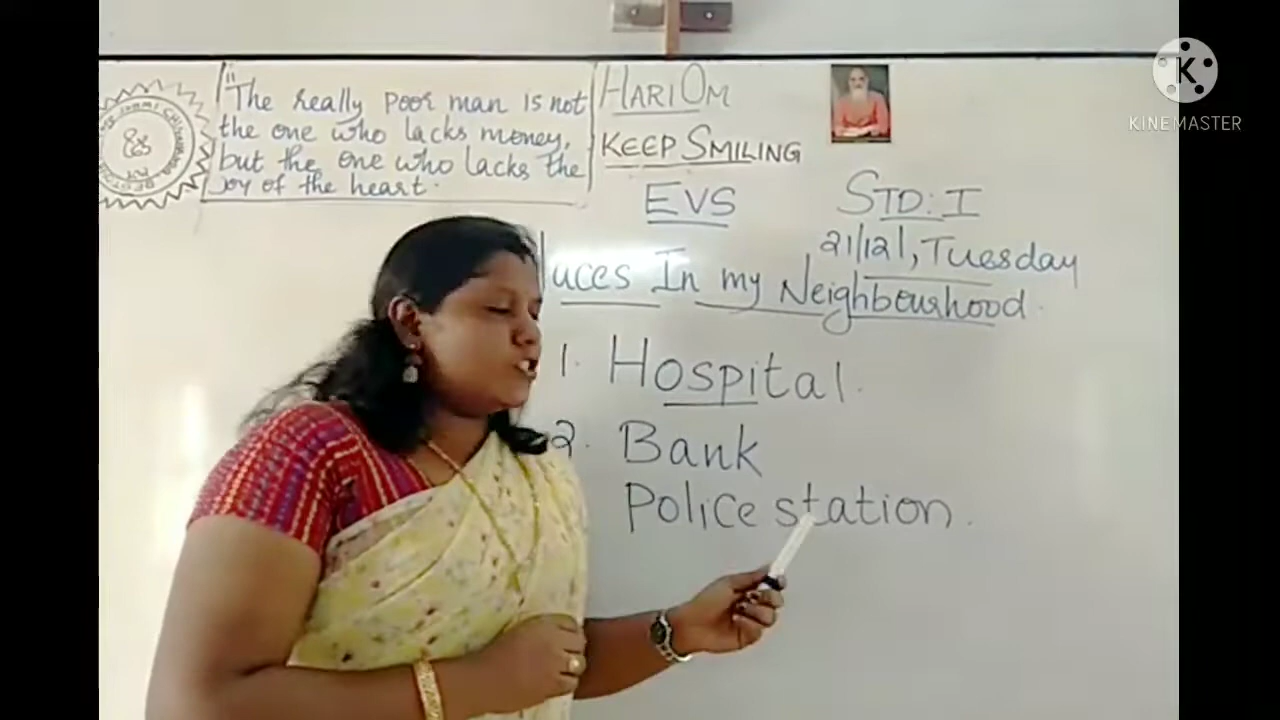 "The really poor man is not
the one who lacks money,
but the one who lacks the
joy of the heart.
HARI OM
KEEP SMILING
EVS
STD: I
21/12/, Tuesday
In my Neighbourhood.
1. Hospital.
2. Bank
Police station.
KINEMASTER
K